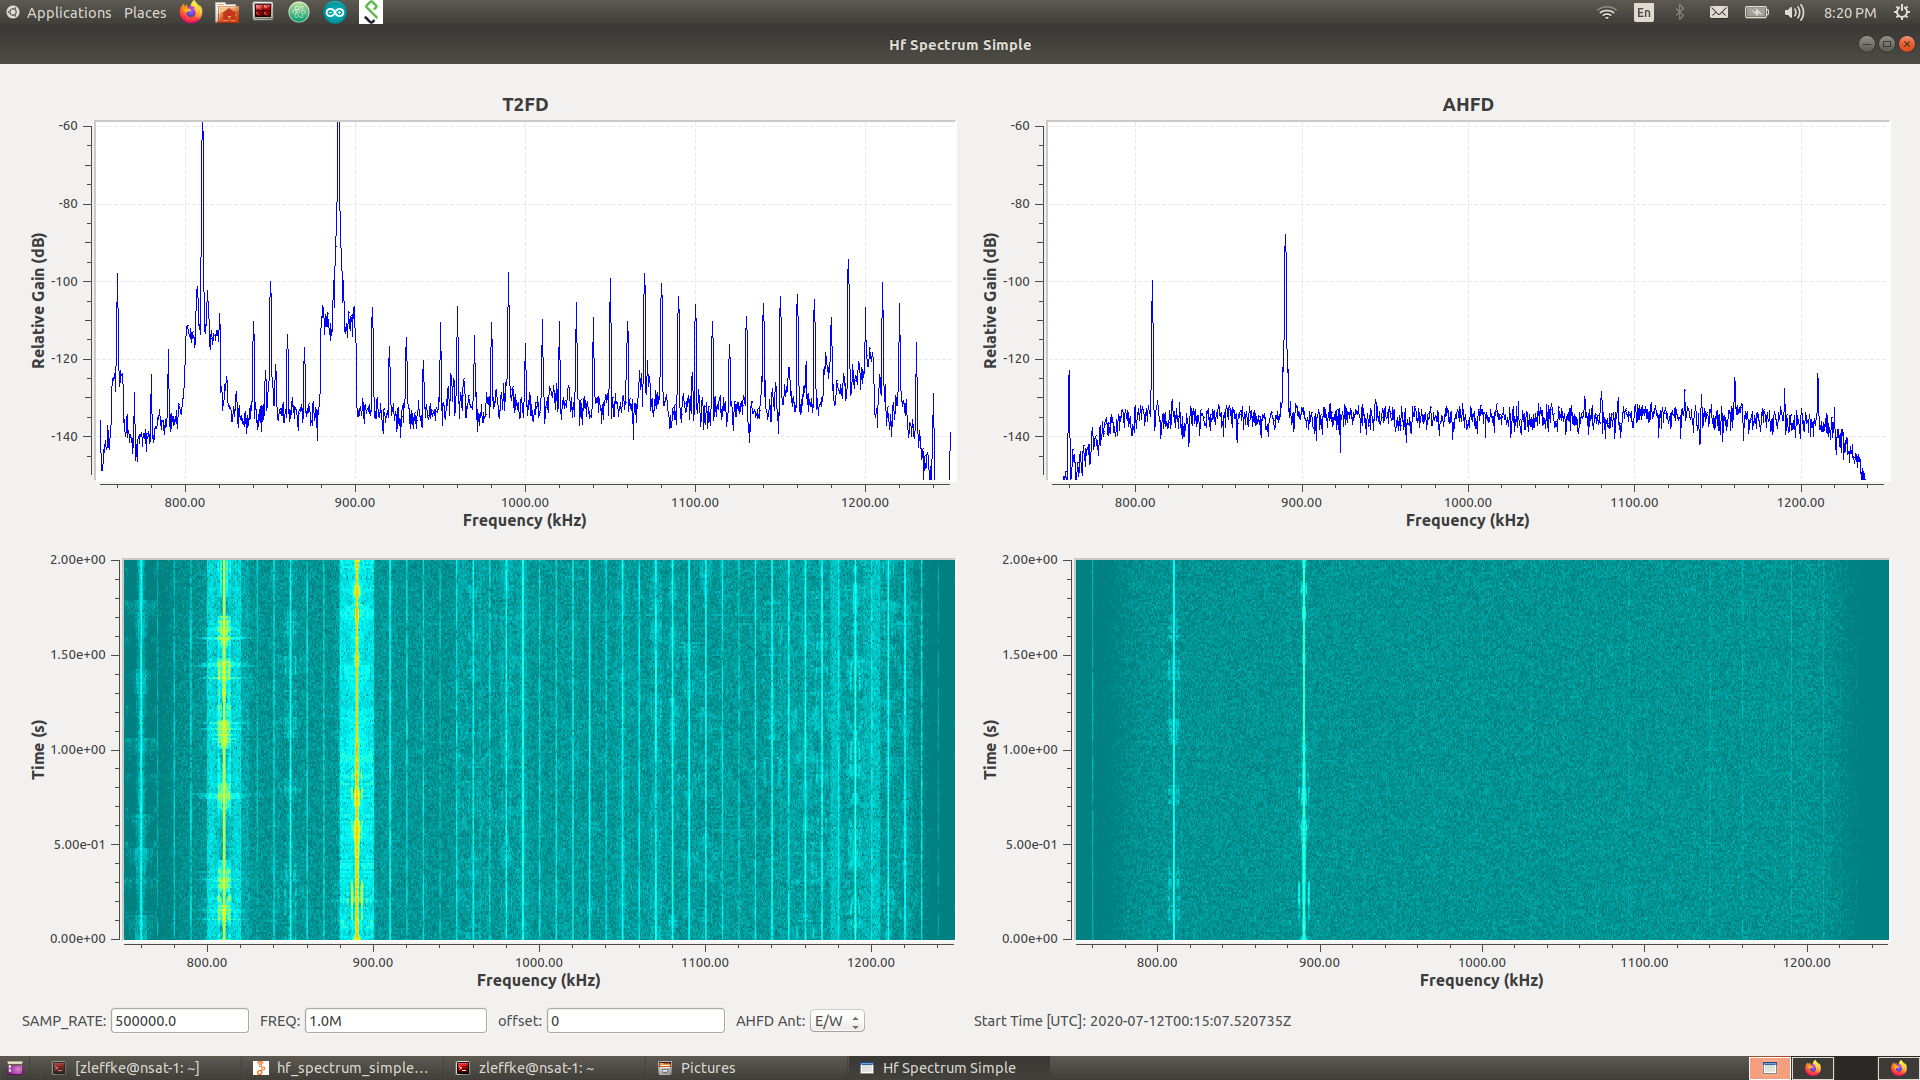 Applications Places En 8:20 PM
Hf Spectrum Simple
T2FD
-60
-80
-100
-120
-140
Relative Gain (dB)
800.00 900.00 1000.00 1100.00 1200.00
Frequency (kHz)
AHFD
-60
-80
-100
-120
-140
Relative Gain (dB)
800.00 900.00 1000.00 1100.00 1200.00
Frequency (kHz)
2.00e+00
1.50e+00
1.00e+00
5.00e-01
0.00e+00
Time (s)
800.00 900.00 1000.00 1100.00 1200.00
Frequency (kHz)
2.00e+00
1.50e+00
1.00e+00
5.00e-01
0.00e+00
Time (s)
800.00 900.00 1000.00 1100.00 1200.00
Frequency (kHz)
SAMP_RATE: 500000.0 FREQ: 1.0M offset: 0 AHFD Ant: E/W Start Time [UTC]: 2020-07-12T00:15:07.520735Z
[zleffke@nsat-1: ~] hf_spectrum_simple... zleffke@nsat-1: ~ Pictures Hf Spectrum Simple